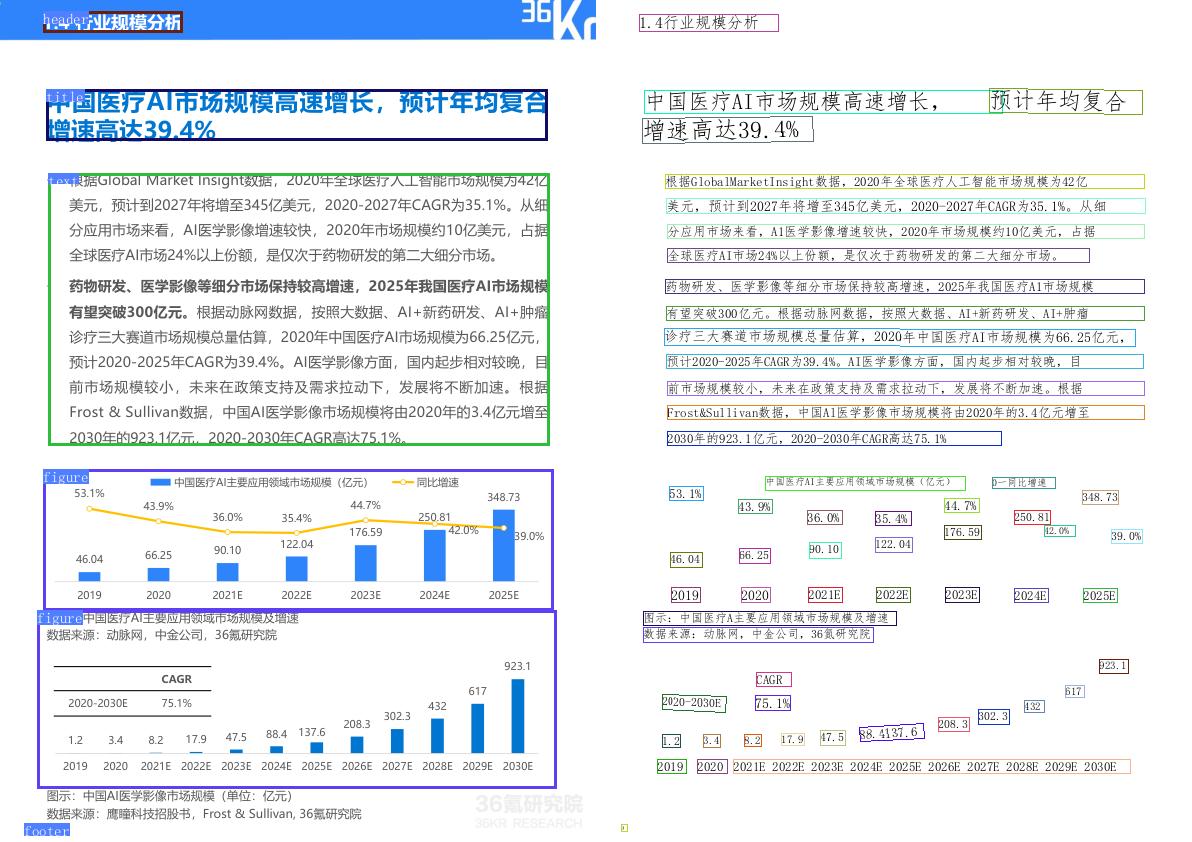 header
1.4行业规模分析
36Kr
title
中国医疗AI市场规模高速增长，预计年均复合
增速高达39.4%
text
根据Global Market Insight数据，2020年全球医疗人工智能市场规模为42亿
美元，预计到2027年将增至345亿美元，2020-2027年CAGR为35.1%。从细
分应用市场来看，AI医学影像增速较快，2020年市场规模约10亿美元，占据
全球医疗AI市场24%以上份额，是仅次于药物研发的第二大细分市场。
药物研发、医学影像等细分市场保持较高增速，2025年我国医疗AI市场规模
有望突破300亿元。根据动脉网数据，按照大数据、AI+新药研发、AI+肿瘤
诊疗三大赛道市场规模总量估算，2020年中国医疗AI市场规模为66.25亿元，
预计2020-2025年CAGR为39.4%。AI医学影像方面，国内起步相对较晚，目
前市场规模较小，未来在政策支持及需求拉动下，发展将不断加速。根据
Frost & Sullivan数据，中国AI医学影像市场规模将由2020年的3.4亿元增至
2030年的923.1亿元，2020-2030年CAGR高达75.1%。
figure
中国医疗AI主要应用领域市场规模（亿元） 同比增速
53.1% 43.9% 36.0% 35.4% 44.7% 42.0% 39.0%
46.04 66.25 90.10 122.04 176.59 250.81 348.73
2019 2020 2021E 2022E 2023E 2024E 2025E
figure
中国医疗AI主要应用领域市场规模及增速
数据来源：动脉网，中金公司，36氪研究院
CAGR
2020-2030E 75.1%
1.2 3.4 8.2 17.9 47.5 88.4 137.6 208.3 302.3 432 617 923.1
2019 2020 2021E 2022E 2023E 2024E 2025E 2026E 2027E 2028E 2029E 2030E
图示：中国AI医学影像市场规模（单位：亿元）
数据来源：鹰瞳科技招股书，Frost & Sullivan, 36氪研究院
36氪研究院
36KR RESEARCH
footer
1.4行业规模分析
中国医疗AI市场规模高速增长，
预计年均复合
增速高达39.4%
根据GlobalMarketInsight数据，2020年全球医疗人工智能市场规模为42亿
美元，预计到2027年将增至345亿美元，2020-2027年CAGR为35.1%。从细
分应用市场来看，A1医学影像增速较快，2020年市场规模约10亿美元，占据
全球医疗AI市场24%以上份额，是仅次于药物研发的第二大细分市场。
药物研发、医学影像等细分市场保持较高增速，2025年我国医疗A1市场规模
有望突破300亿元。根据动脉网数据，按照大数据、AI+新药研发、AI+肿瘤
诊疗三大赛道市场规模总量估算，2020年中国医疗AI市场规模为66.25亿元，
预计2020-2025年CAGR为39.4%。AI医学影像方面，国内起步相对较晚，目
前市场规模较小，未来在政策支持及需求拉动下，发展将不断加速。根据
Frost&Sullivan数据，中国AI医学影像市场规模将由2020年的3.4亿元增至
2030年的923.1亿元，2020-2030年CAGR高达75.1%
中国医疗AI主要应用领域市场规模（亿元） 0一同比增速
53.1% 43.9% 36.0% 35.4% 44.7% 250.81 348.73
42.0% 39.0%
46.04 66.25 90.10 122.04 176.59
2019 2020 2021E 2022E 2023E 2024E 2025E
图示：中国医疗A主要应用领域市场规模及增速
数据来源：动脉网，中金公司，36氪研究院
CAGR
2020-2030E 75.1%
1.2 3.4 8.2 17.9 47.5 88.4137.6 208.3 302.3 432 617 923.1
2019 2020 2021E 2022E 2023E 2024E 2025E 2026E 2027E 2028E 2029E 2030E